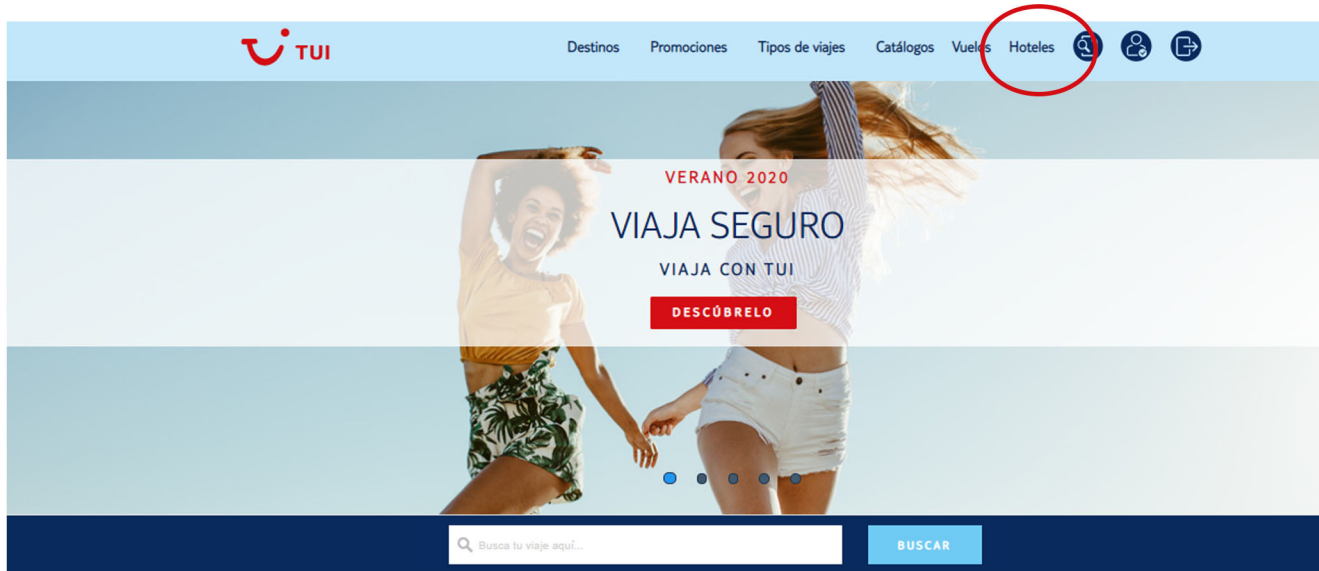 TUI
Destinos Promociones Tipos de viajes Catálogos Vuelos Hoteles
VERANO 2020
VIAJA SEGURO
VIAJA CON TUI
DESCÚBRELO
Busca tu viaje aquí... BUSCAR